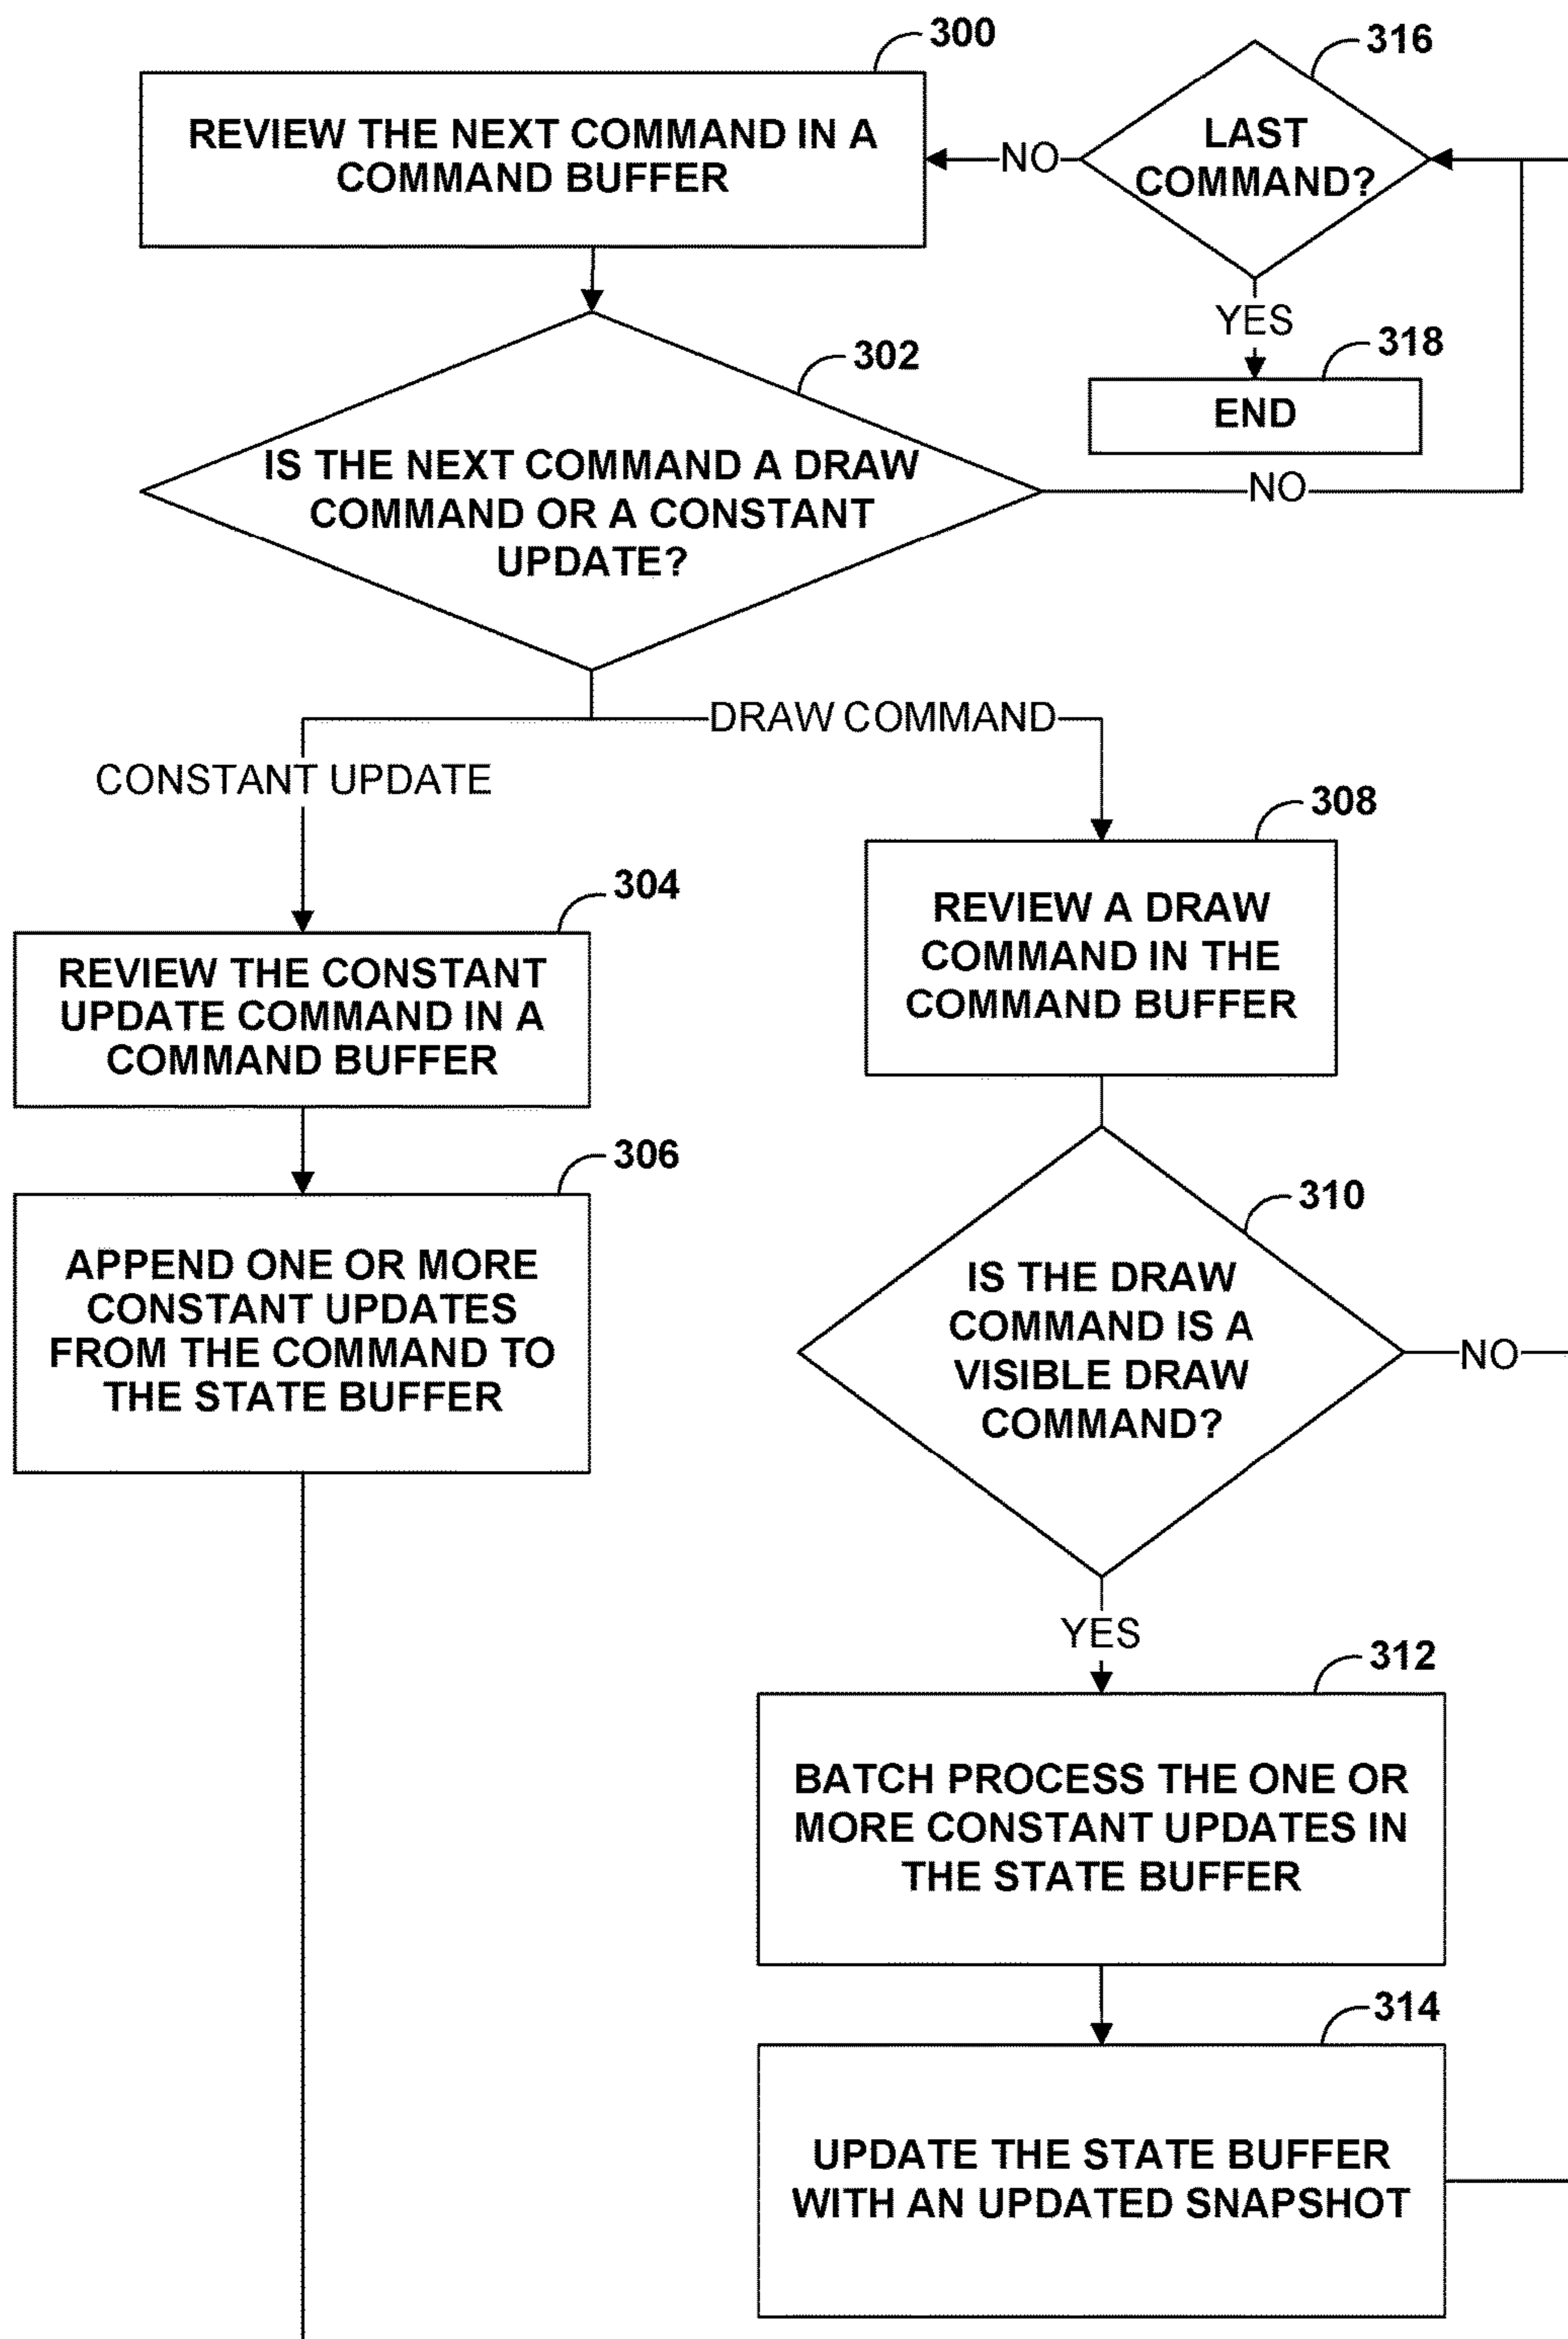 300
REVIEW THE NEXT COMMAND IN A
COMMAND BUFFER
316
LAST
COMMAND?
NO
YES
318
END
302
IS THE NEXT COMMAND A DRAW
COMMAND OR A CONSTANT
UPDATE?
NO
DRAW COMMAND
CONSTANT UPDATE
304
REVIEW THE CONSTANT
UPDATE COMMAND IN A
COMMAND BUFFER
306
APPEND ONE OR MORE
CONSTANT UPDATES
FROM THE COMMAND TO
THE STATE BUFFER
308
REVIEW A DRAW
COMMAND IN THE
COMMAND BUFFER
310
IS THE DRAW
COMMAND IS A
VISIBLE DRAW
COMMAND?
NO
YES
312
BATCH PROCESS THE ONE OR
MORE CONSTANT UPDATES IN
THE STATE BUFFER
314
UPDATE THE STATE BUFFER
WITH AN UPDATED SNAPSHOT